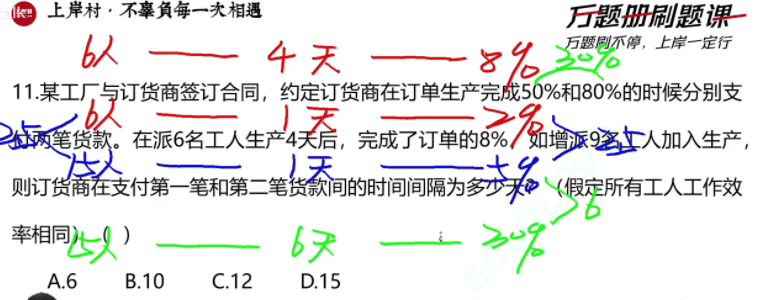 上岸村·不辜負每一次相遇
万题册刷题课
万题刷不停，上岸一定行
6人 4天 8% 30%
11.某工厂与订货商签订合同，约定订货商在订单生产完成50%和80%的时候分别支
6人 1天 2%
付两笔货款。在派6名工人生产4天后，完成了订单的8%，如增派9名工人加入生产，
2.5 15人 1天 5% 2.5
则订货商在支付第一笔和第二笔货款间的时间间隔为多少天？（假定所有工人工作效
6
率相同）（ ）
15人 6天 30%
A.6 B.10 C.12 D.15